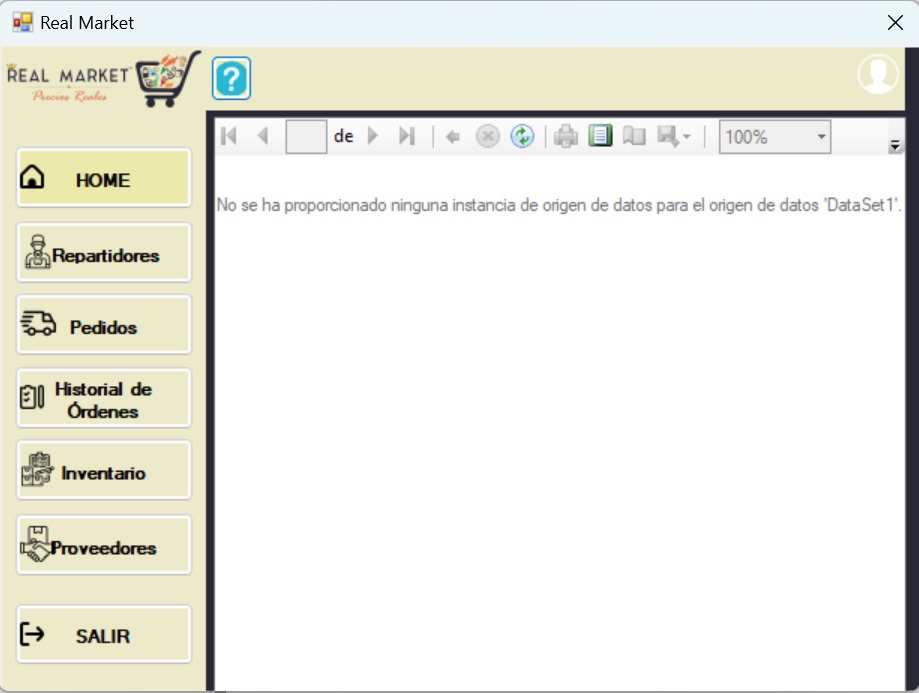 Real Market
REAL MARKET
Precios Reales
?
de
100%
No se ha proporcionado ninguna instancia de origen de datos para el origen de datos 'DataSet1'.
HOME
Repartidores
Pedidos
Historial de
Órdenes
Inventario
Proveedores
SALIR